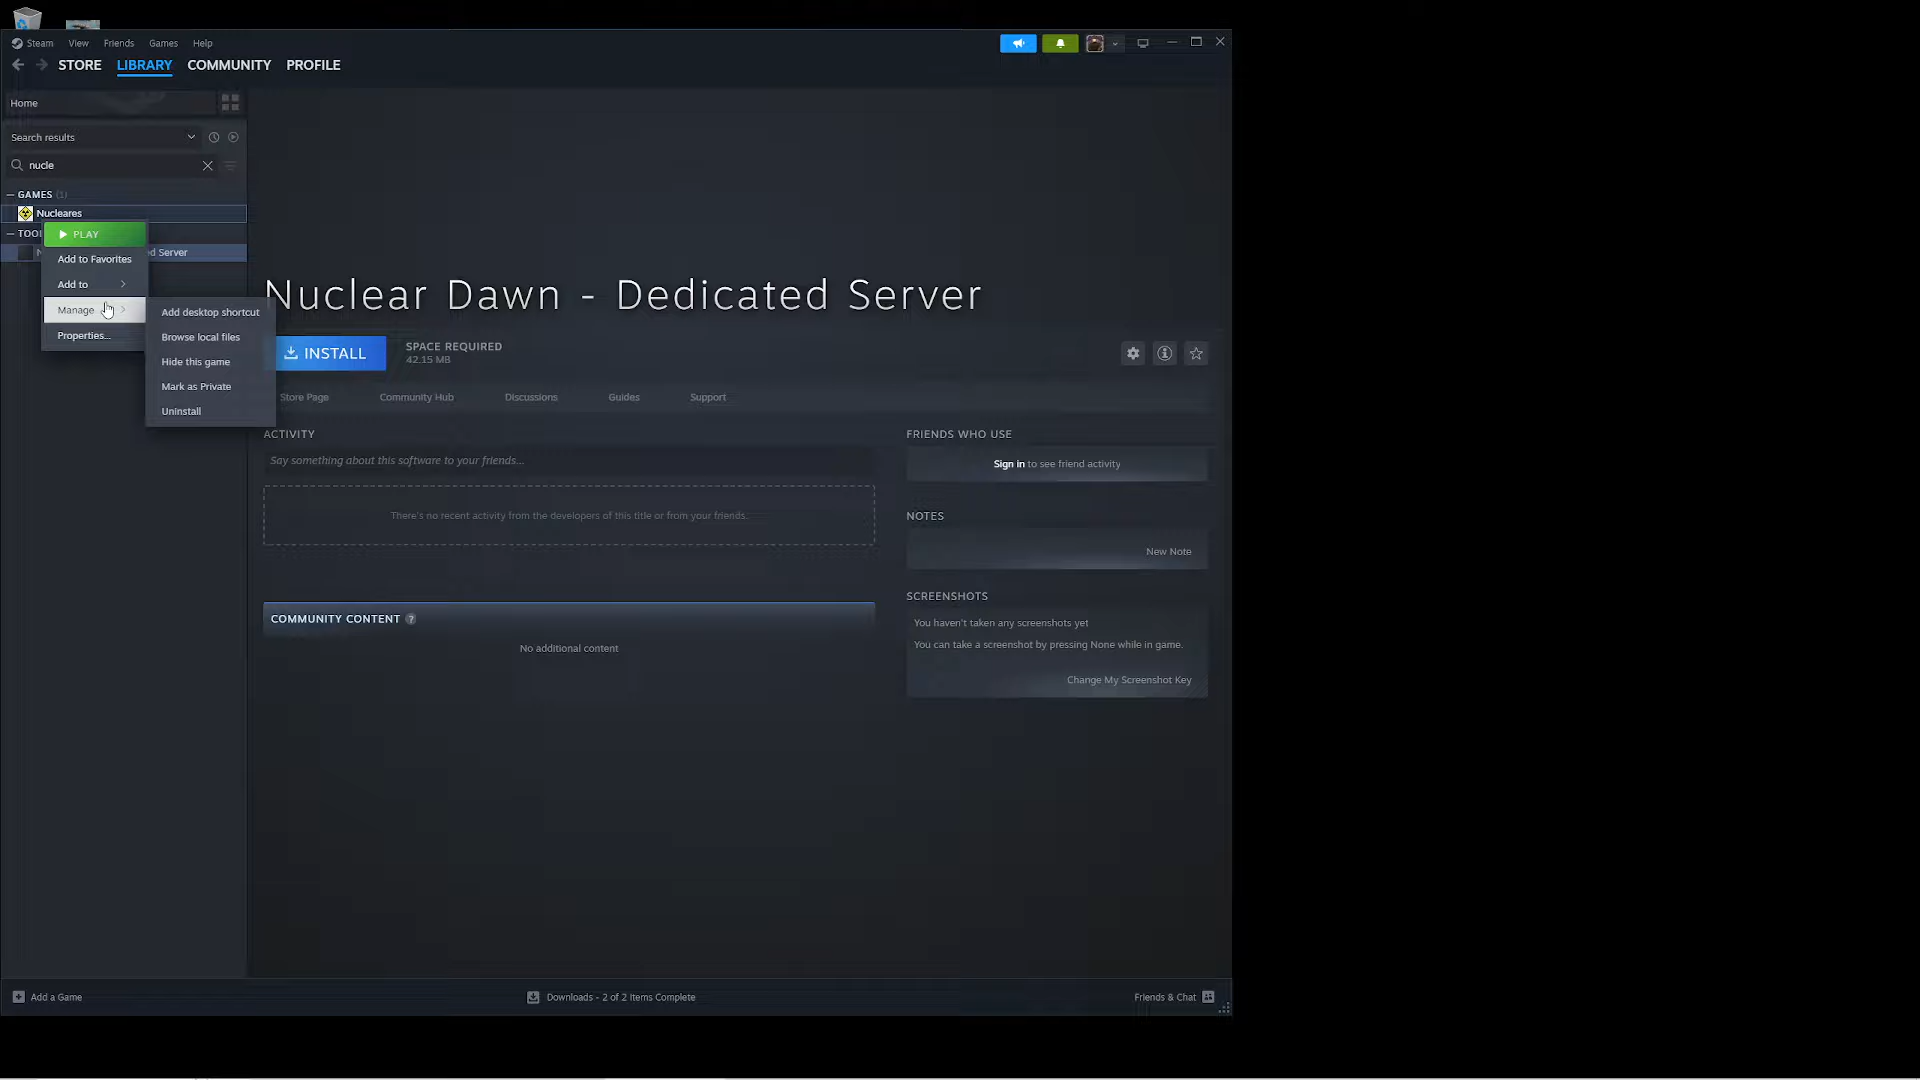 Steam View Friends Games Help
STORE LIBRARY COMMUNITY PROFILE
Home
Search results
nucle
GAMES (1)
Nucleares
TOO
ed Server
PLAY
Add to Favorites
Add to
Manage
Properties...
Add desktop shortcut
Browse local files
Hide this game
Mark as Private
Uninstall
Nuclear Dawn - Dedicated Server
INSTALL
SPACE REQUIRED
42.15 MB
Store Page Community Hub Discussions Guides Support
ACTIVITY
Say something about this software to your friends...
There's no recent activity from the developers of this title or from your friends.
COMMUNITY CONTENT ?
No additional content
FRIENDS WHO USE
Sign in to see friend activity
NOTES
New Note
SCREENSHOTS
You haven't taken any screenshots yet
You can take a screenshot by pressing None while in game.
Change My Screenshot Key
Add a Game
Downloads - 2 of 2 Items Complete
Friends & Chat